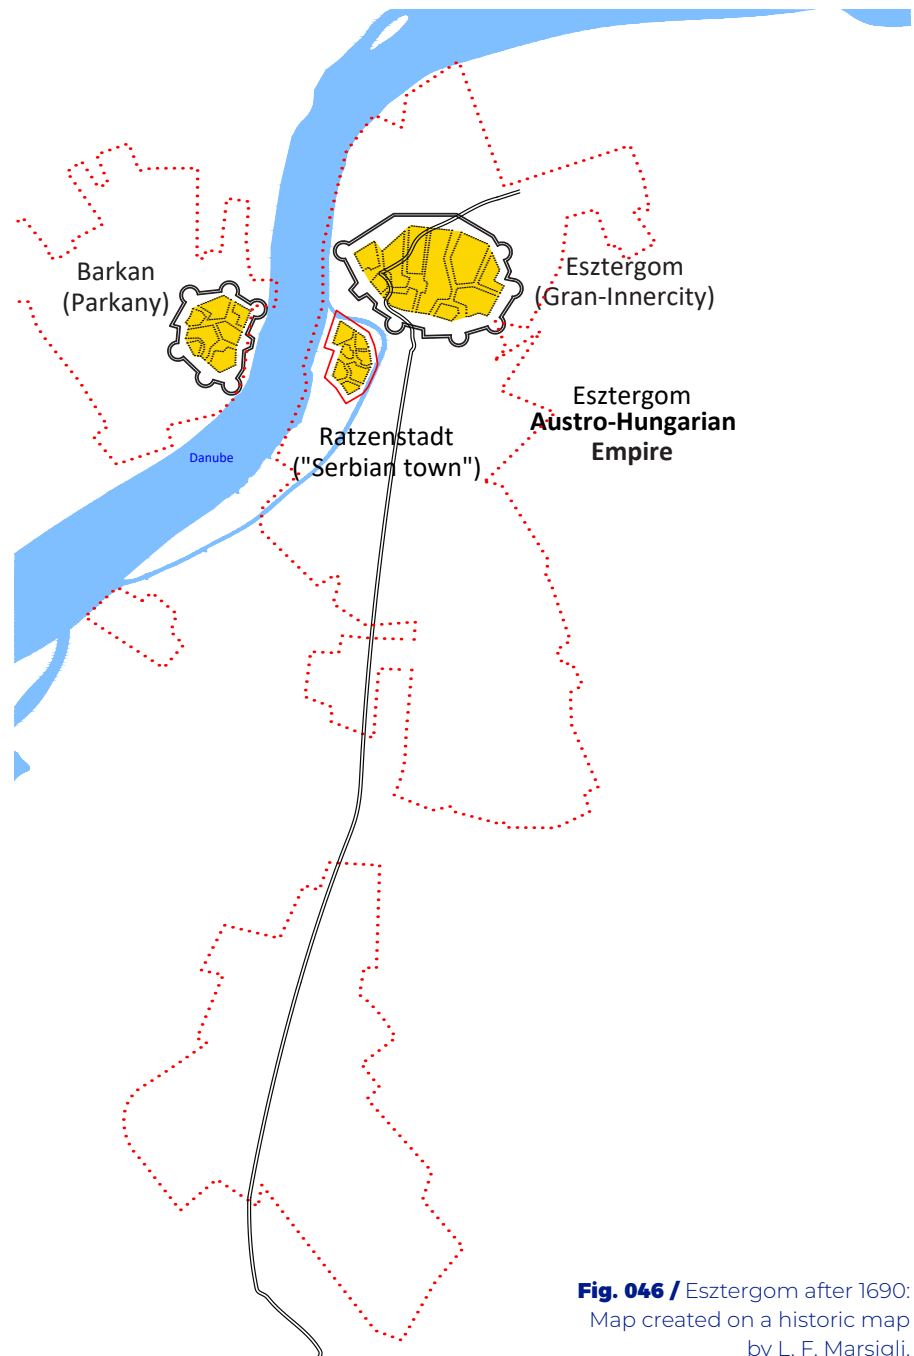 Barkan
(Parkany)
Esztergom
(Gran-Innercity)
Esztergom
Austro-Hungarian
Empire
Ratzenstadt
("Serbian town")
Danube
Fig. 046 / Esztergom after 1690:
Map created on a historic map
by L. F. Marsigli.